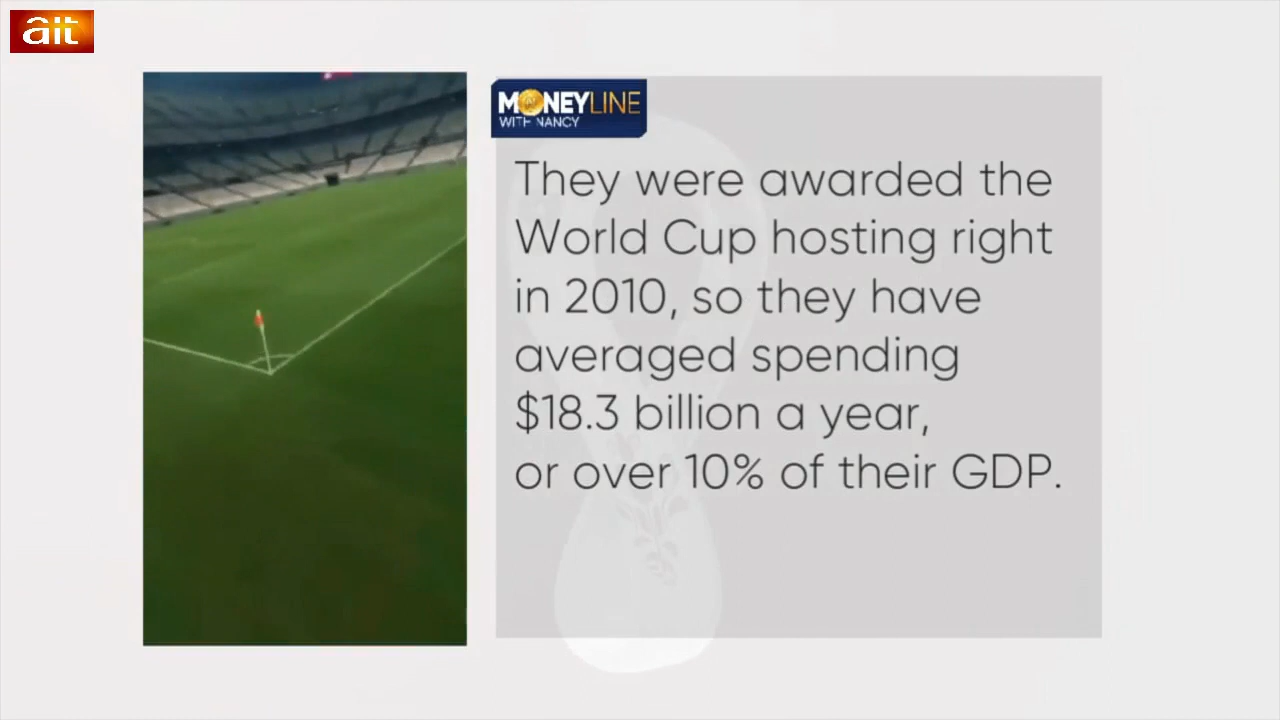 ait
MONEYLINE
WITH NANCY
They were awarded the
World Cup hosting right
in 2010, so they have
averaged spending
$18.3 billion a year,
or over 10% of their GDP.